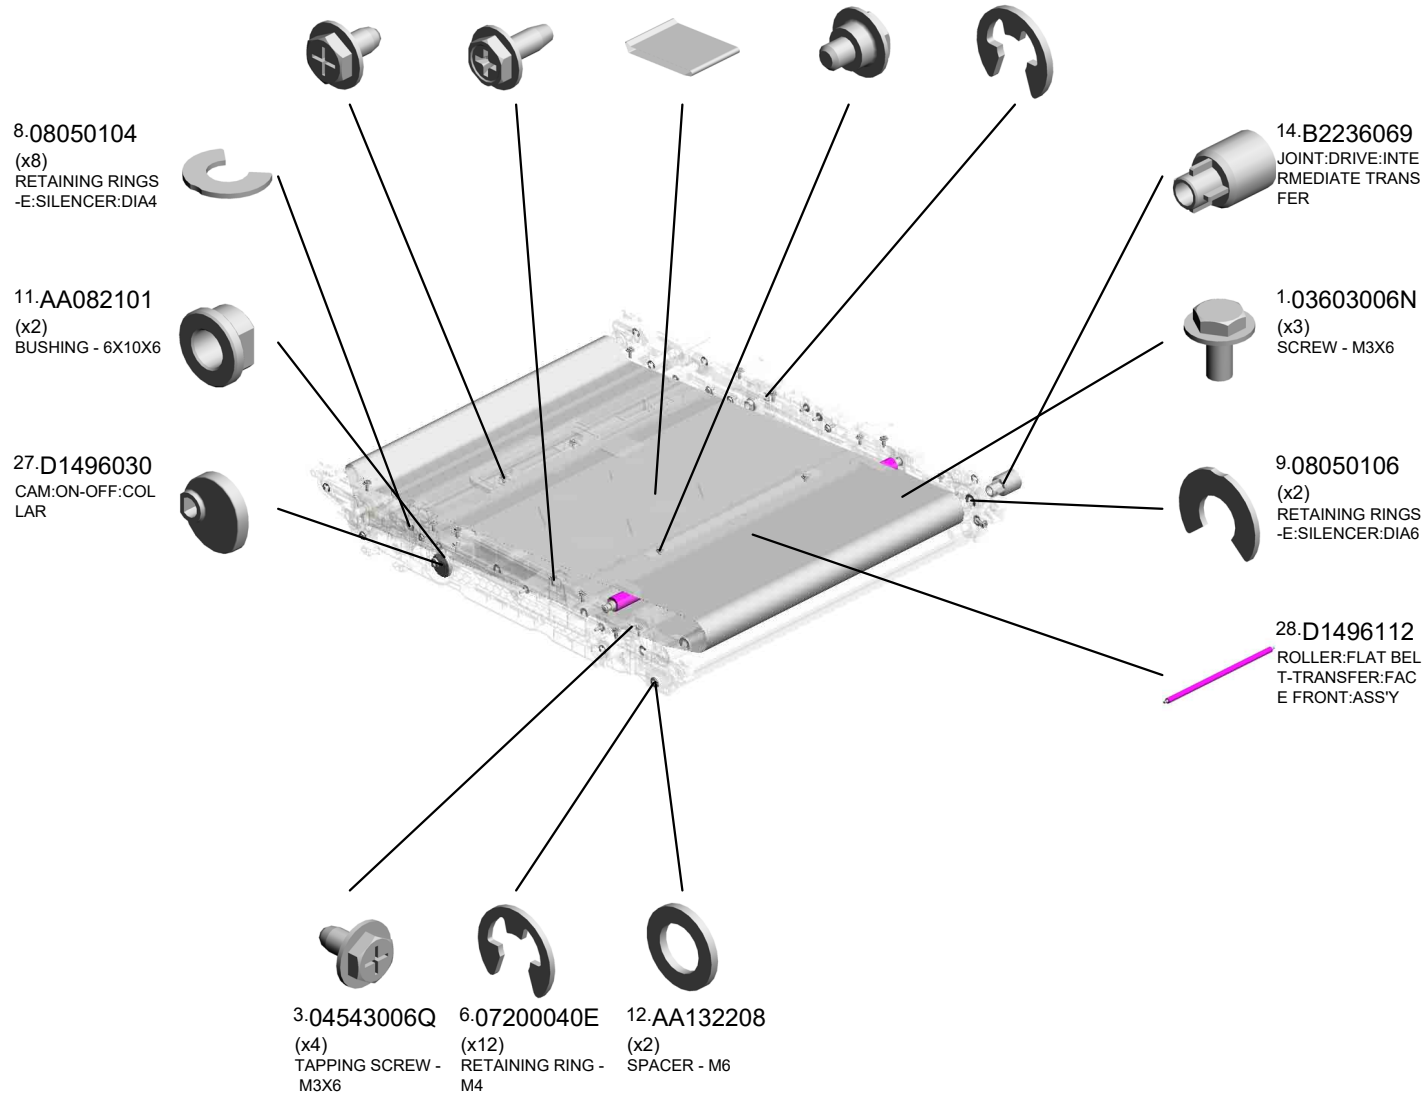 8.08050104
(x8)
RETAINING RINGS
-E:SILENCER:DIA4
11.AA082101
(x2)
BUSHING - 6X10X6
27.D1496030
CAM:ON-OFF:COL
LAR
14.B2236069
JOINT:DRIVE:INTE
RMEDIATE TRANS
FER
1.03603006N
(x3)
SCREW - M3X6
9.08050106
(x2)
RETAINING RINGS
-E:SILENCER:DIA6
28.D1496112
ROLLER:FLAT BEL
T-TRANSFER:FAC
E FRONT:ASS'Y
3.04543006Q
(x4)
TAPPING SCREW -
M3X6
6.07200040E
(x12)
RETAINING RING -
M4
12.AA132208
(x2)
SPACER - M6